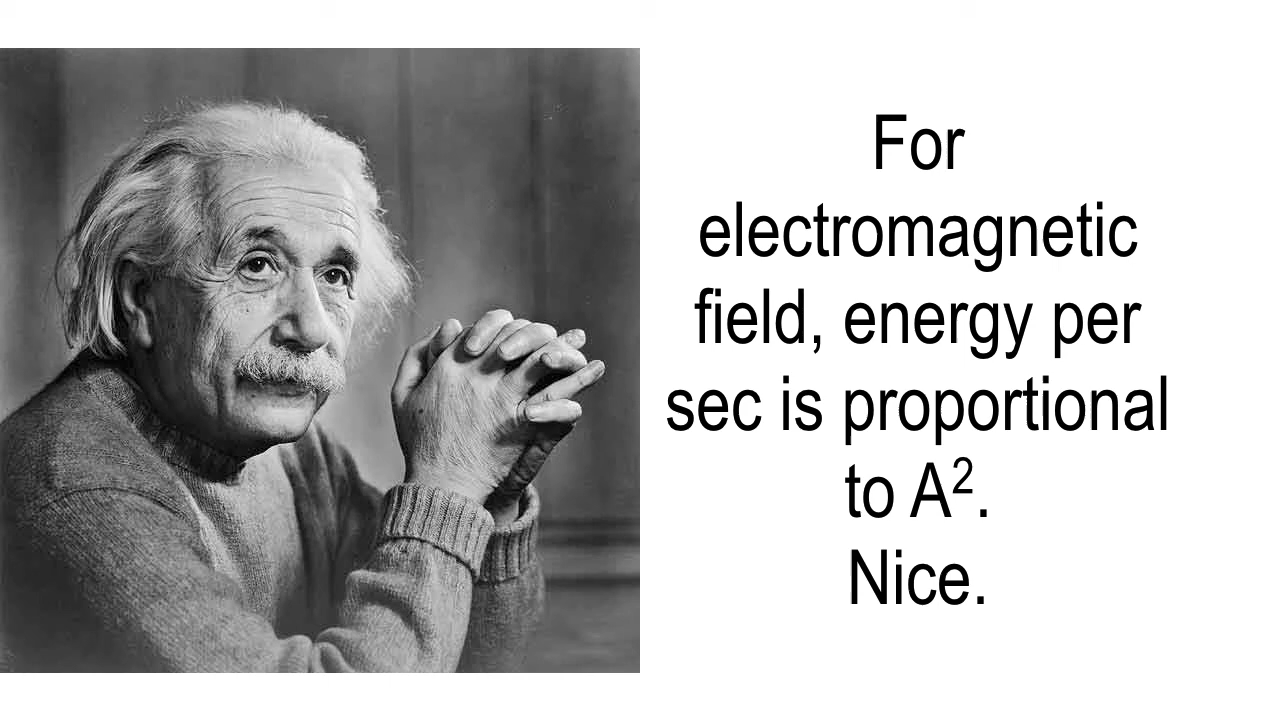 For
electromagnetic
field, energy per
sec is proportional
to A².
Nice.